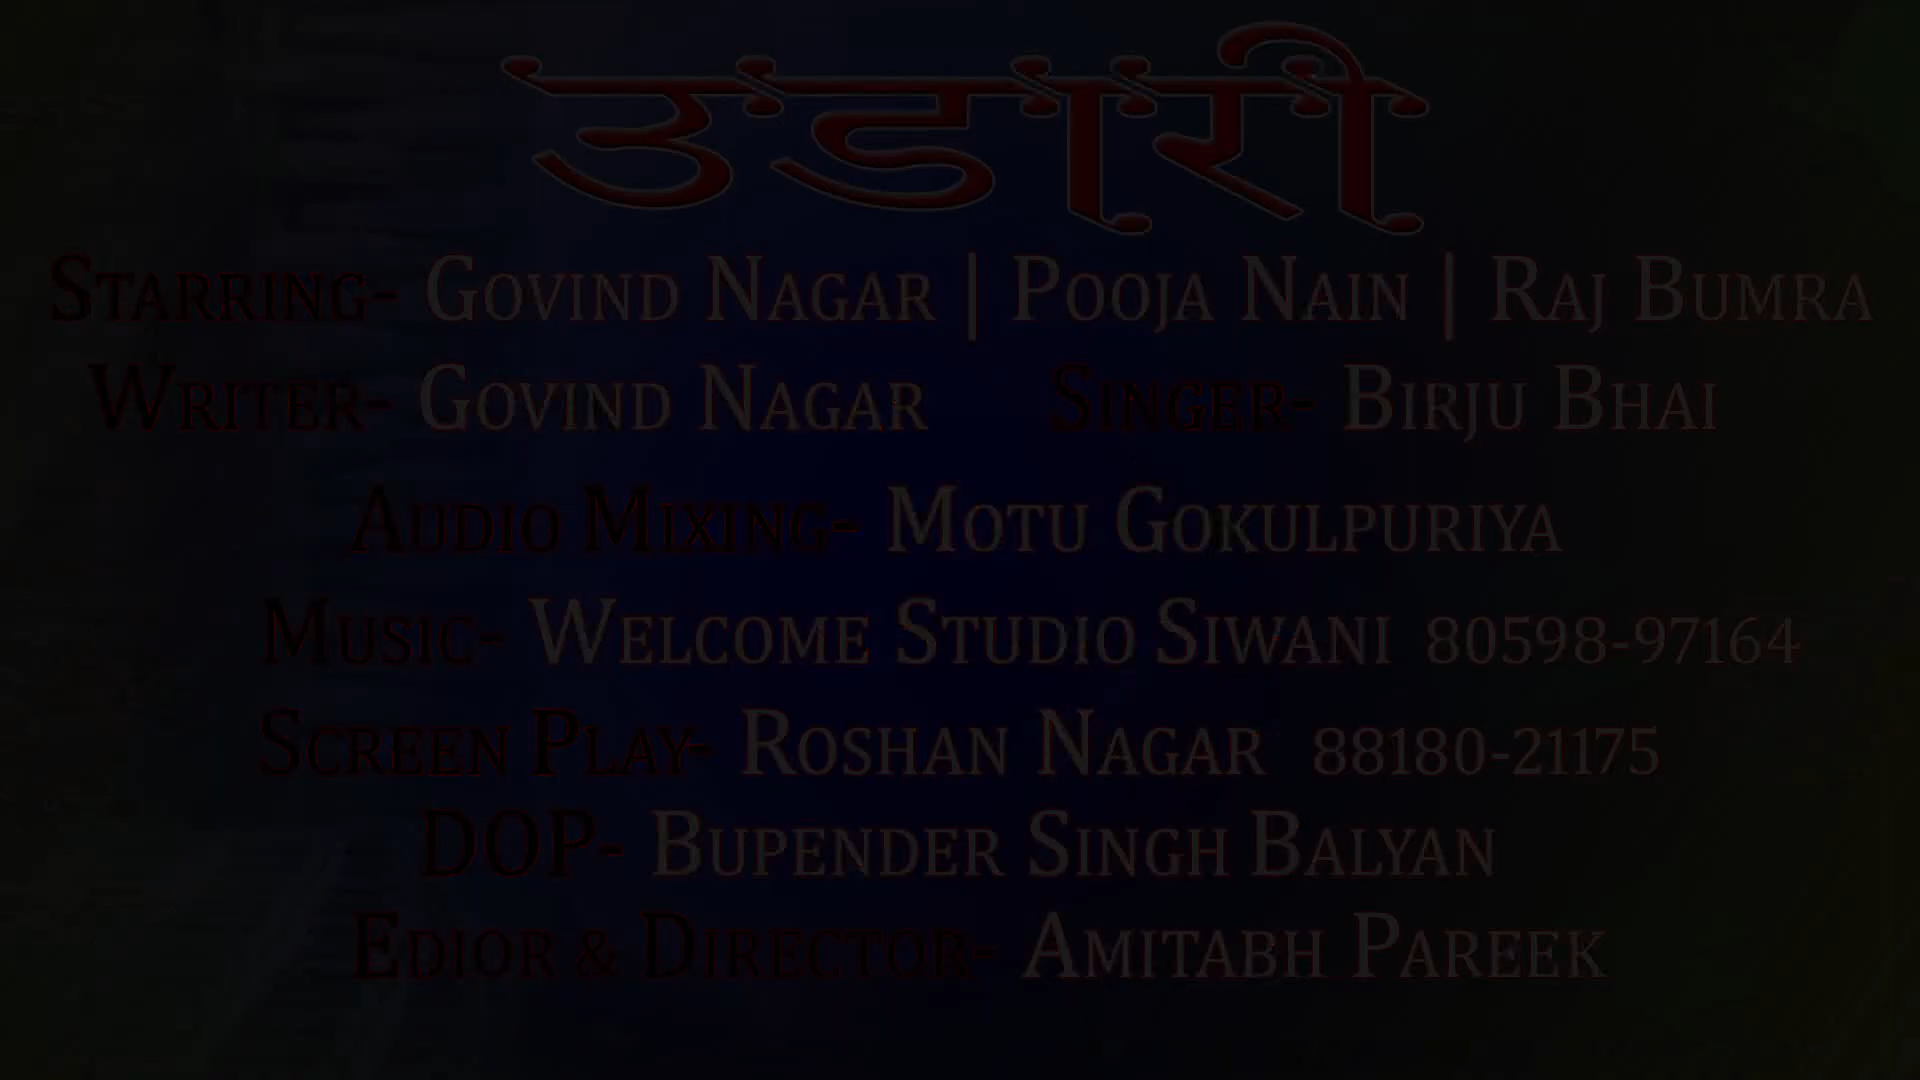 उडारी
Starring- Govind Nagar | Pooja Nain | Raj Bumra
Writer- Govind Nagar Singer- Birju Bhai
Audio Mixing- Motu Gokulpuriya
Music- Welcome Studio Siwani 80598-97164
Screen Play- Roshan Nagar 88180-21175
DOP- Bupender Singh Balyan
Edior & Director- Amitabh Pareek